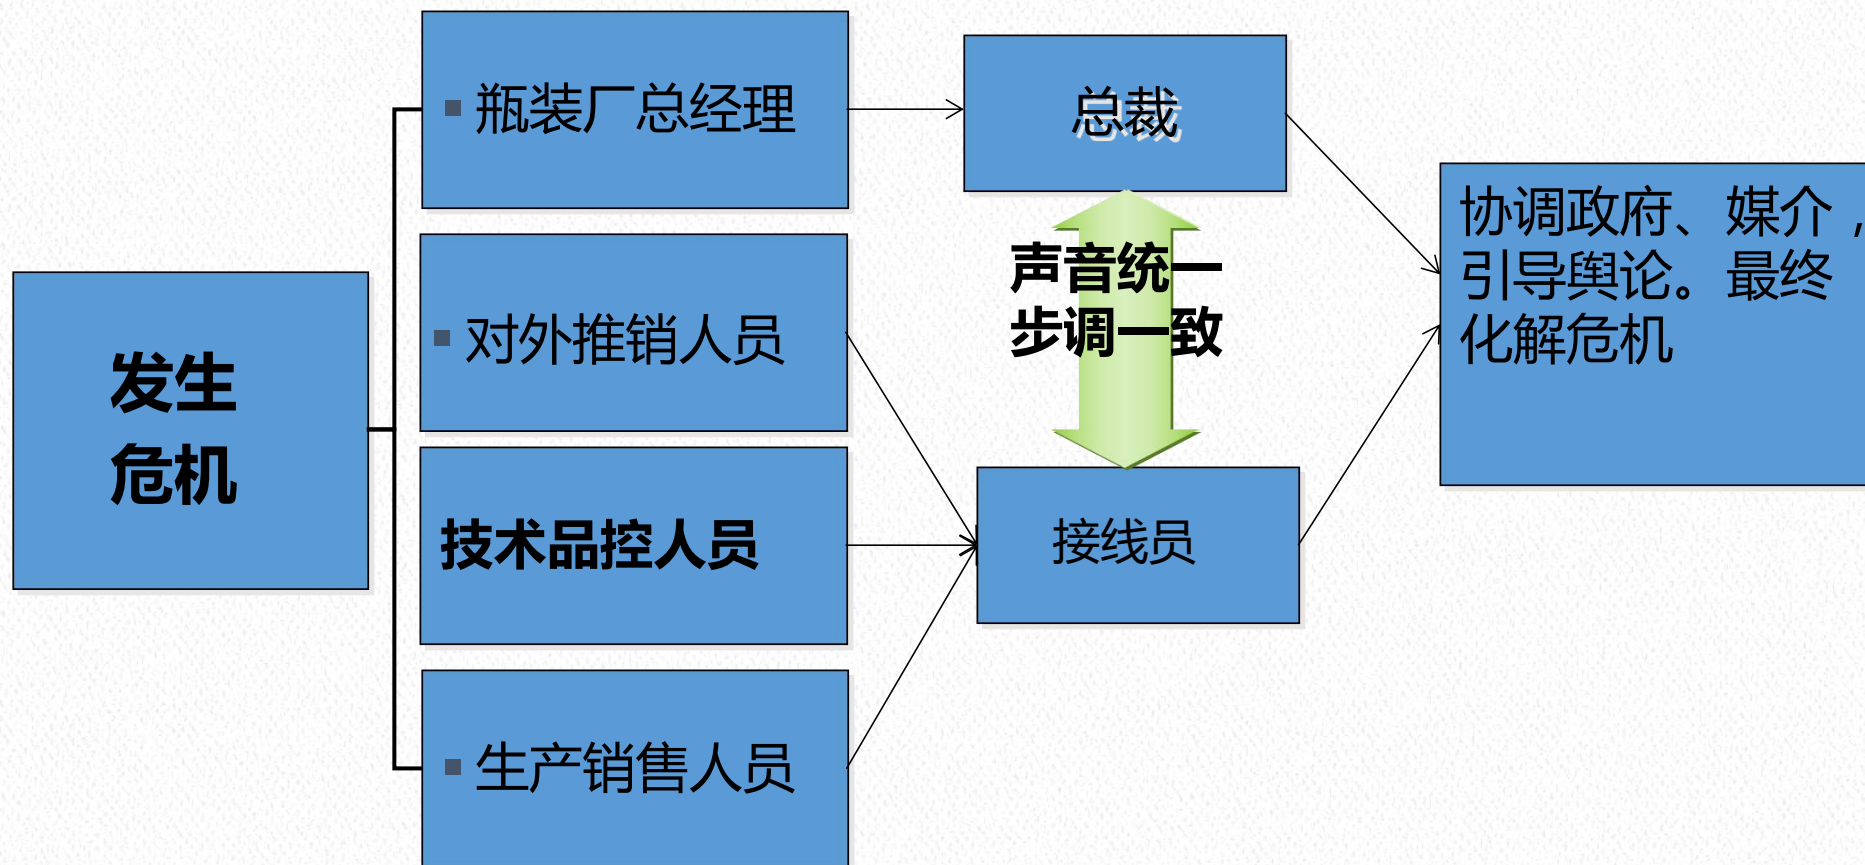 发生
危机
瓶装厂总经理
对外推销人员
技术品控人员
生产销售人员
总裁
声音统一
步调一致
接线员
协调政府、媒介，
引导舆论。最终
化解危机